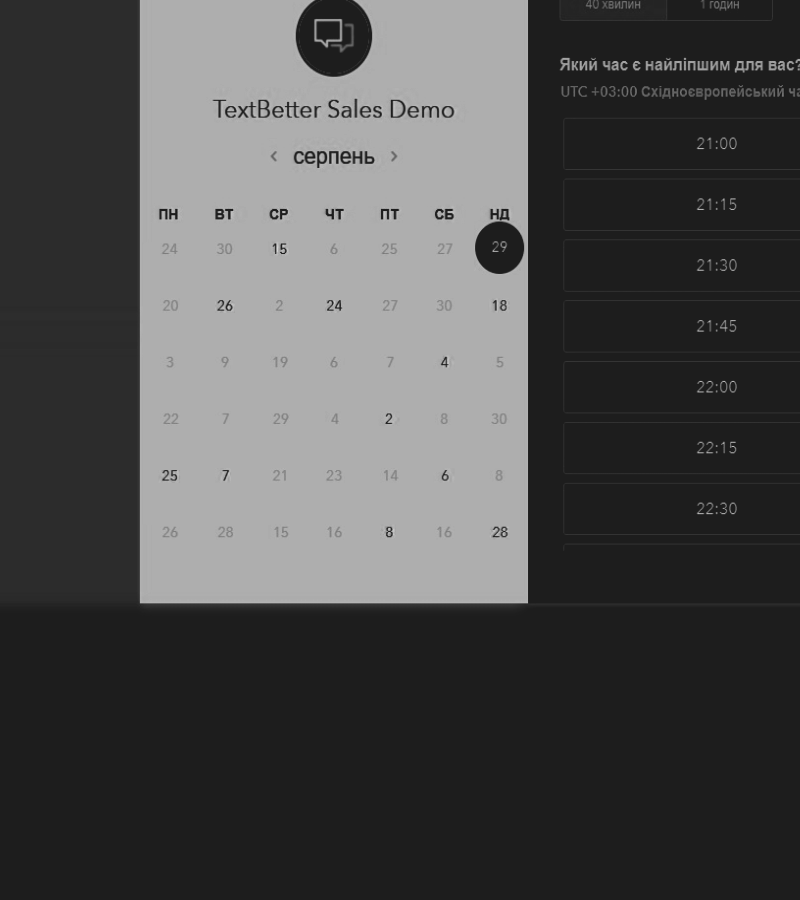 TextBetter Sales Demo
< серпень >
ПН ВТ СР ЧТ ПТ СБ НД
24 30 15 6 25 27 29
20 26 2 24 27 30 18
3 9 19 6 7 4 5
22 7 29 4 2 8 30
25 7 21 23 14 6 8
26 28 15 16 8 16 28
40 хвилин 1 годин
Який час є найліпшим для вас?
UTC +03:00 Східноєвропейський ча
21:00
21:15
21:30
21:45
22:00
22:15
22:30